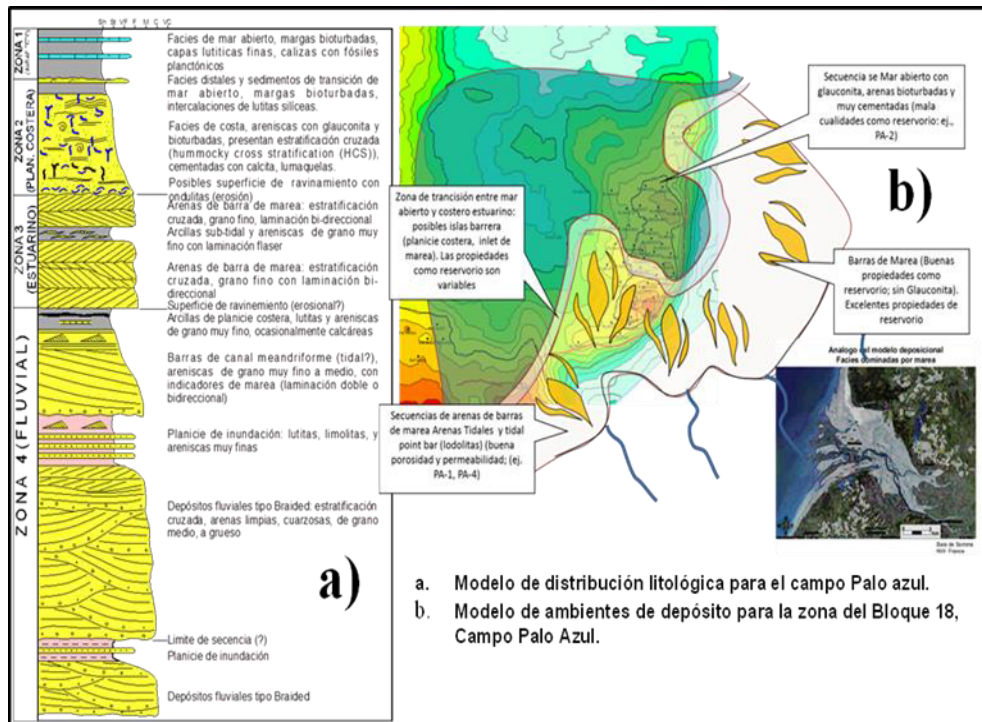 Sh St VF F M G VC
ZONA 1
Facies de mar abierto, margas bioturbadas,
capas lutiticas finas, calizas con fósiles
planctónicos
Facies distales y sedimentos de transición de
mar abierto, margas bioturbadas,
intercalaciones de lutitas silíceas.
ZONA 2
(PLAN, COSTERA)
Facies de costa, areniscas con glauconita y
bioturbadas, presentan estratificación cruzada
(hummocky cross stratification (HCS)),
cementadas con calcita, lumaquelas.
Posibles superficie de ravinamiento con
ondulitas (erosión)
ZONA 3
(ESTUARINO)
Arenas de barra de marea: estratificación
cruzada, grano fino, laminación bi-direccional
Arcillas sub-tidal y areniscas de grano muy
fino con laminación flaser
Arenas de barra de marea: estratificación
cruzada, grano fino con laminación bi-
direccional
Superficie de ravinemiento (erosional?)
ZONA 4 (FLUVIAL)
Arcillas de planicie costera, lutitas y areniscas
de grano muy fino, ocasionalmente calcáreas
Barras de canal meandriforme (tidal?),
areniscas de grano muy fino a medio, con
indicadores de marea (laminación doble o
bidireccional)
Planicie de inundación: lutitas, limolitas, y
areniscas muy finas
Depósitos fluviales tipo Braided: estratificación
cruzada, arenas limpias, cuarzosas, de grano
medio, a grueso
a)
Limite de secencia (?)
Planicie de inundación
Depósitos fluviales tipo Braided
Secuencia se Mar abierto con
glauconita, arenas bioturbadas y
muy cementadas (mala
cualidades como reservorio: ej.,
PA-2)
b)
Zona de transición entre mar
abierto y costero estuarino:
posibles islas barrera
(planicie costera, inlet de
marea). Las propiedades
como reservorio son
variables
Barras de Marea (Buenas
propiedades como
reservorio; sin Glauconita).
Excelentes propiedades de
reservorio
Secuencias de arenas de barras
de marea Arenas Tidales y tidal
point bar (lodolitas) (buena
porosidad y permeabilidad; (ej.
PA-1, PA-4)
Analogo del modelo deposicional
Facies dominadas por marea
NW France
a. Modelo de distribución litológica para el campo Palo azul.
b. Modelo de ambientes de depósito para la zona del Bloque 18,
Campo Palo Azul.